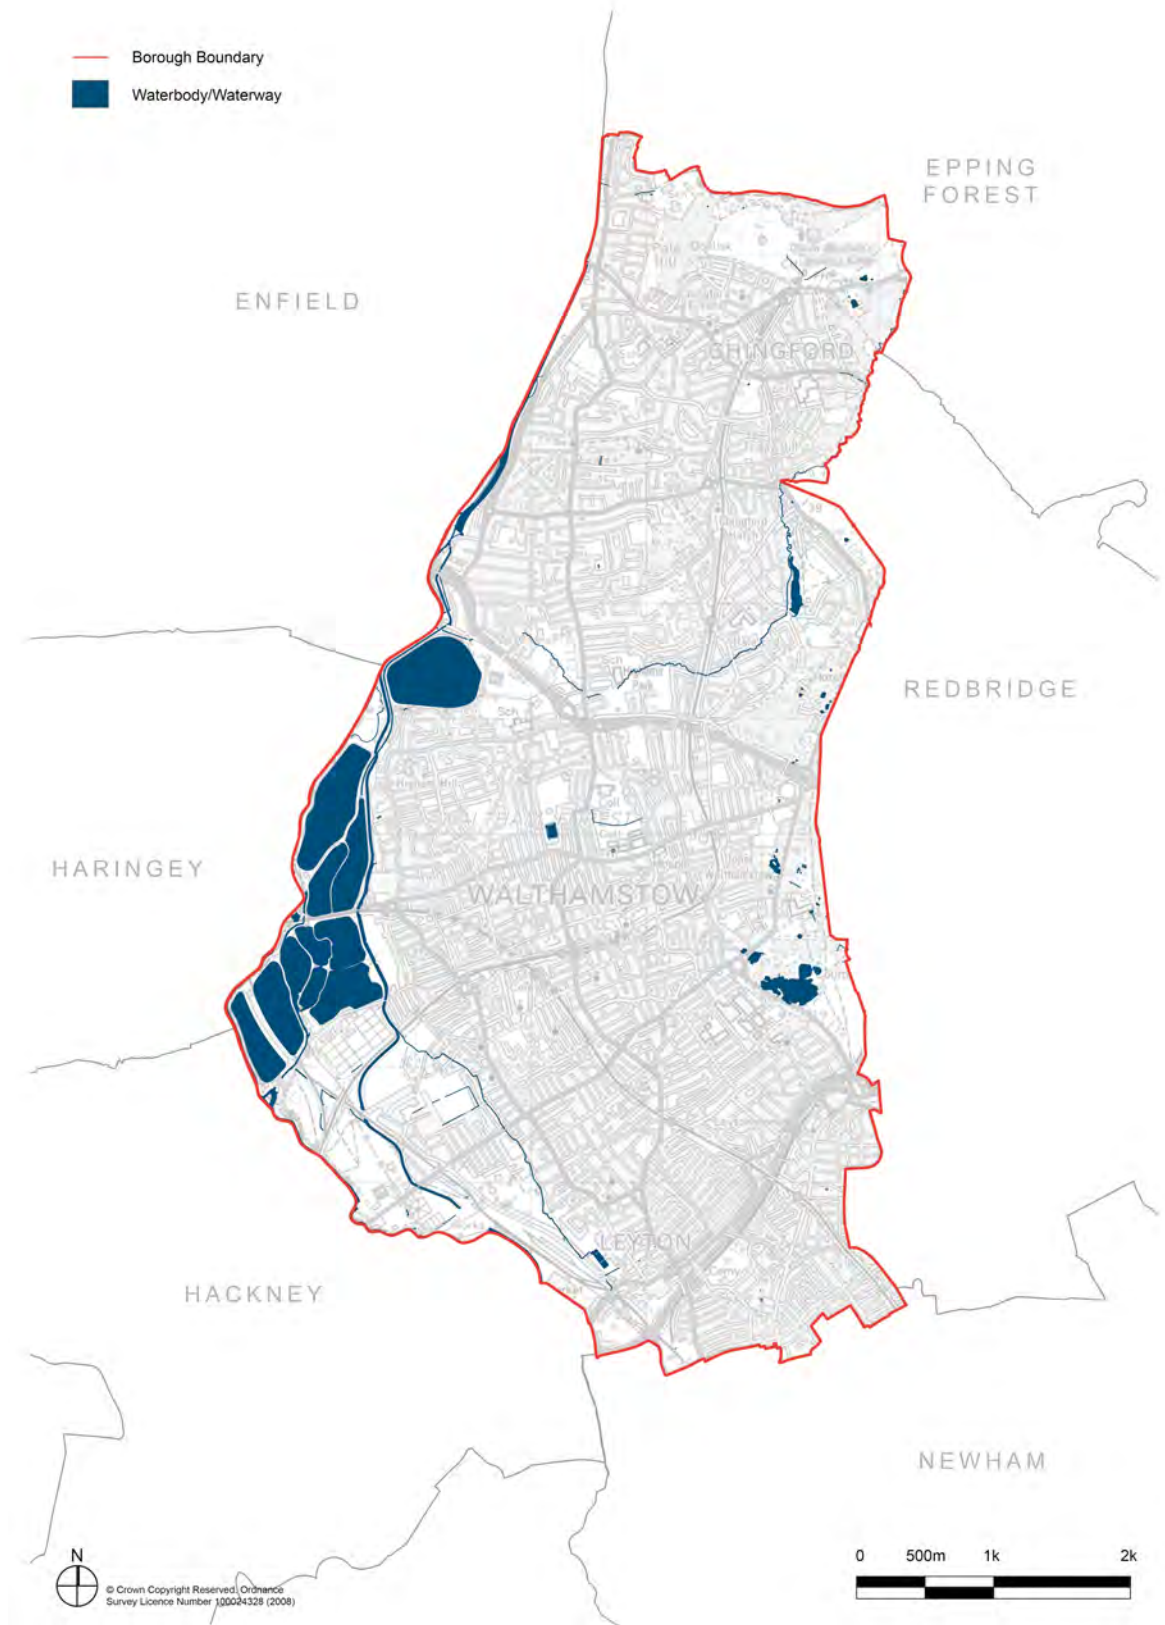 Borough Boundary
Waterbody/Waterway
EPPING
FOREST
ENFIELD
CHINGFORD
REDBRIDGE
HARINGEY
WALTHAMSTOW
LEYTON
HACKNEY
NEWHAM
N
© Crown Copyright Reserved. Ordnance
Survey Licence Number 100024328 (2008)
0 500m 1k 2k